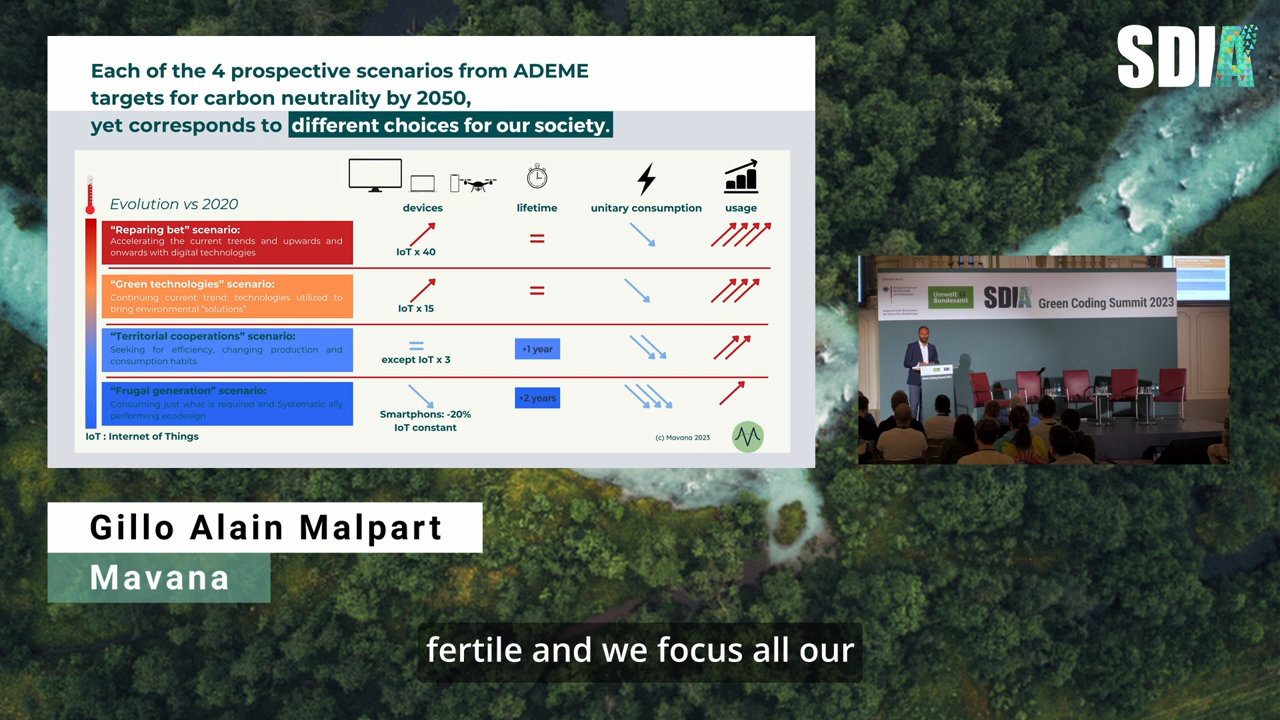 SDIA
Each of the 4 prospective scenarios from ADEME
targets for carbon neutrality by 2050,
yet corresponds to different choices for our society.
Evolution vs 2020
devices
lifetime
unitary consumption
usage
“Reparing bet” scenario:
Accelerating the current trends and upwards and
onwards with digital technologies
IoT x 40
=
“Green technologies” scenario:
Continuing current trend: technologies utilized to
bring environmental “solutions”
IoT x 15
=
“Territorial cooperations” scenario:
Seeking for efficiency, changing production and
consumption habits
=
except IoT x 3
+1 year
“Frugal generation” scenario:
Consuming just what is required and Systematic ally
performing ecodesign
Smartphons: -20%
IoT constant
+2 years
IoT : Internet of Things
(c) Mavana 2023
Umwelt
Bundesamt
SDIA
Green Coding Summit 2023
Green Coding Summit 2023
Gillo Alain Malpart
Mavana
fertile and we focus all our